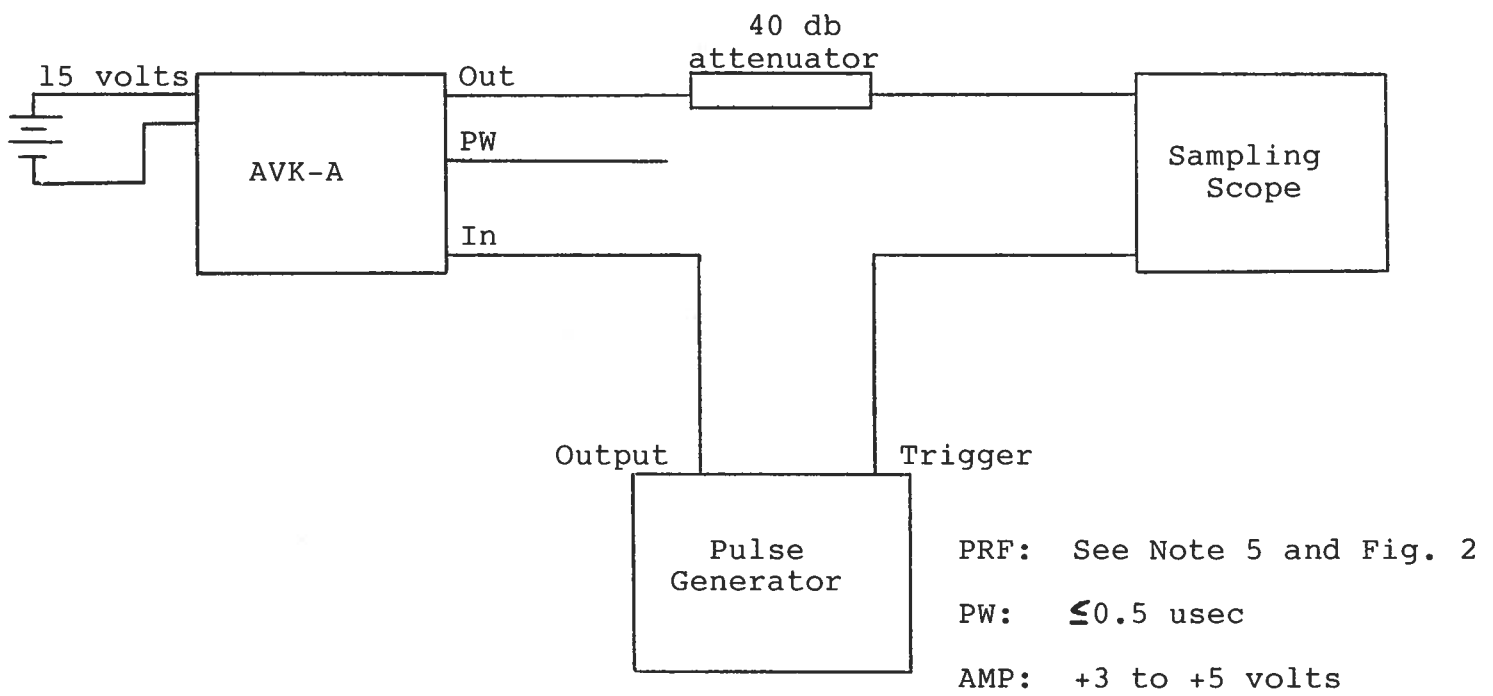 40 db
attenuator
15 volts
Out
PW
AVK-A
In
Sampling
Scope
Output
Trigger
Pulse
Generator
PRF: See Note 5 and Fig. 2
PW: ≤0.5 usec
AMP: +3 to +5 volts